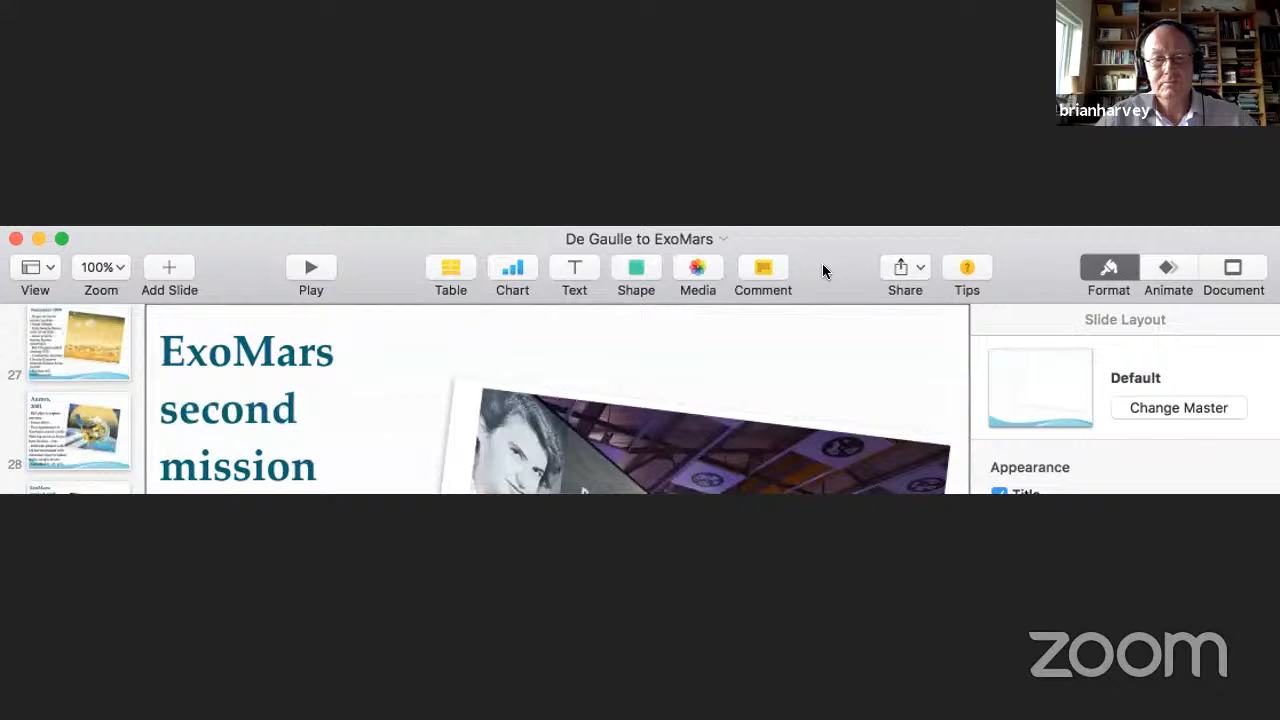 brianharvey
De Gaulle to ExoMars
100%
View
Zoom
Add Slide
Play
Table
Chart
Text
Shape
Media
Comment
Share
Tips
Format
Animate
Document
Slide Layout
27
28
ExoMars
second
mission
Default
Change Master
Appearance
Title
zoom